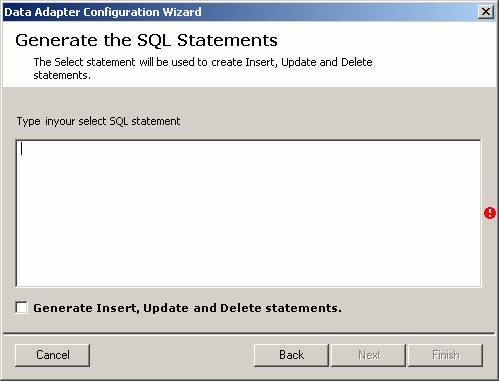 Data Adapter Configuration Wizard
Generate the SQL Statements
The Select statement will be used to create Insert, Update and Delete
statements.
Type inyour select SQL statement
Generate Insert, Update and Delete statements.
Cancel
Back
Next
Finish